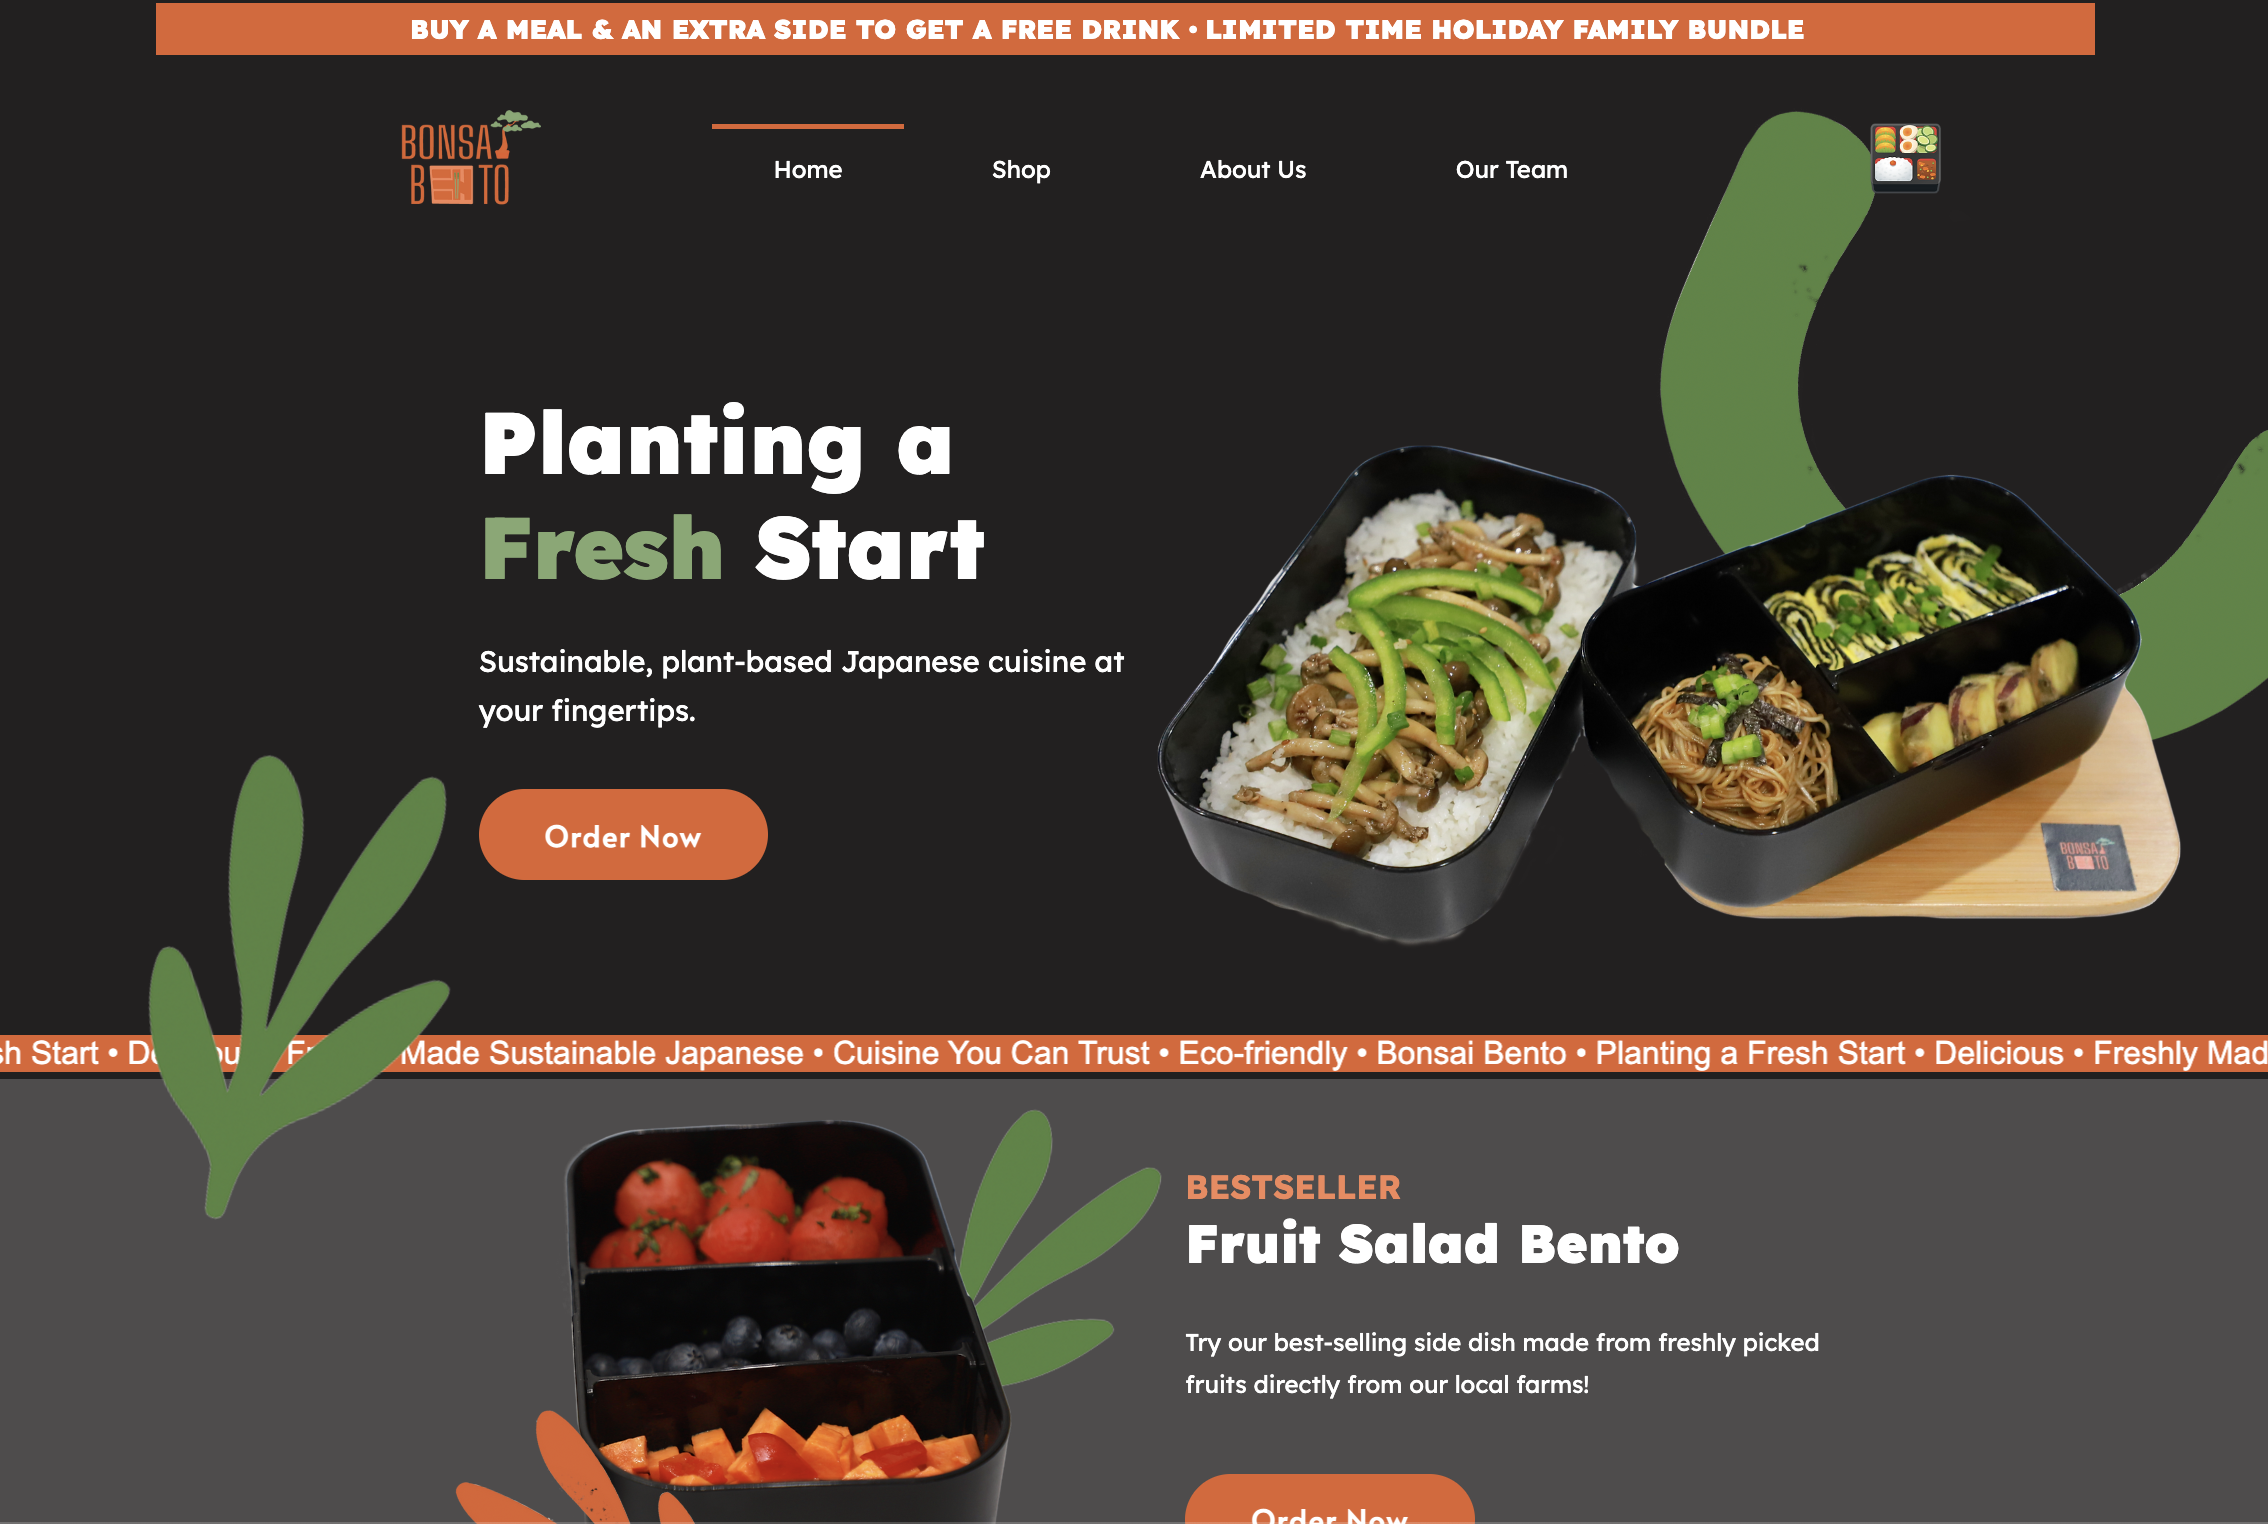 BUY A MEAL & AN EXTRA SIDE TO GET A FREE DRINK • LIMITED TIME HOLIDAY FAMILY BUNDLE
BONSAI
BENTO
Home
Shop
About Us
Our Team
Planting a
Fresh Start
Sustainable, plant-based Japanese cuisine at
your fingertips.
Order Now
BONSAI
BENTO
Start • Made Sustainable Japanese • Cuisine You Can Trust • Eco-friendly • Bonsai Bento • Planting a Fresh Start • Delicious • Freshly
BESTSELLER
Fruit Salad Bento
Try our best-selling side dish made from freshly picked
fruits directly from our local farms!
Order Now